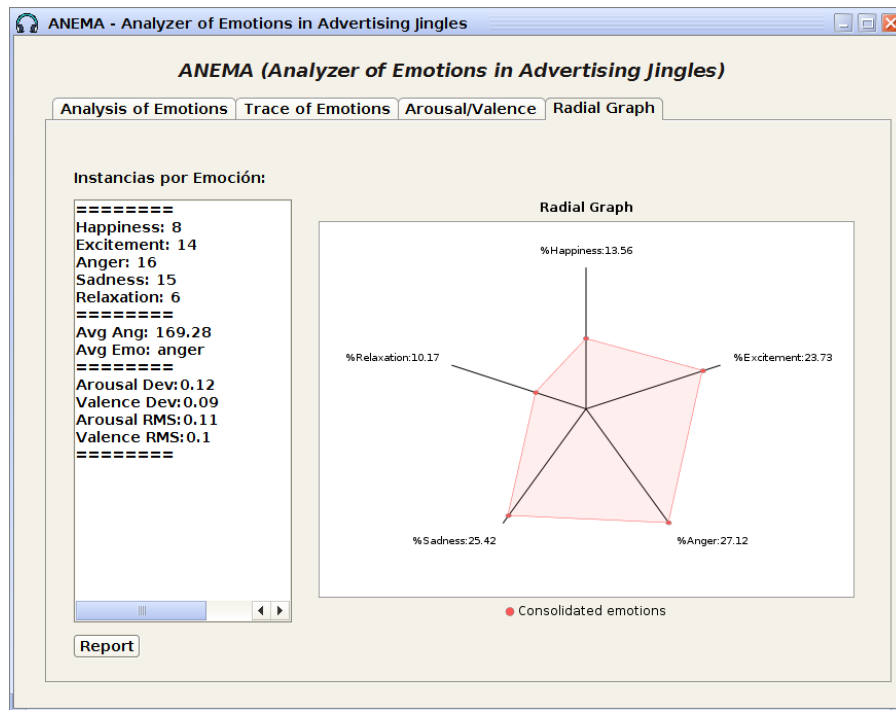 ANEMA - Analyzer of Emotions in Advertising Jingles
ANEMA (Analyzer of Emotions in Advertising Jingles)
Analysis of Emotions Trace of Emotions Arousal/Valence Radial Graph
Instancias por Emoción:
========
Happiness: 8
Excitement: 14
Anger: 16
Sadness: 15
Relaxation: 6
========
Avg Ang: 169.28
Avg Emo: anger
========
Arousal Dev:0.12
Valence Dev:0.09
Arousal RMS:0.11
Valence RMS:0.1
========
Report
Radial Graph
%Happiness:13.56
%Relaxation:10.17
%Excitement:23.73
%Sadness:25.42
%Anger:27.12
Consolidated emotions